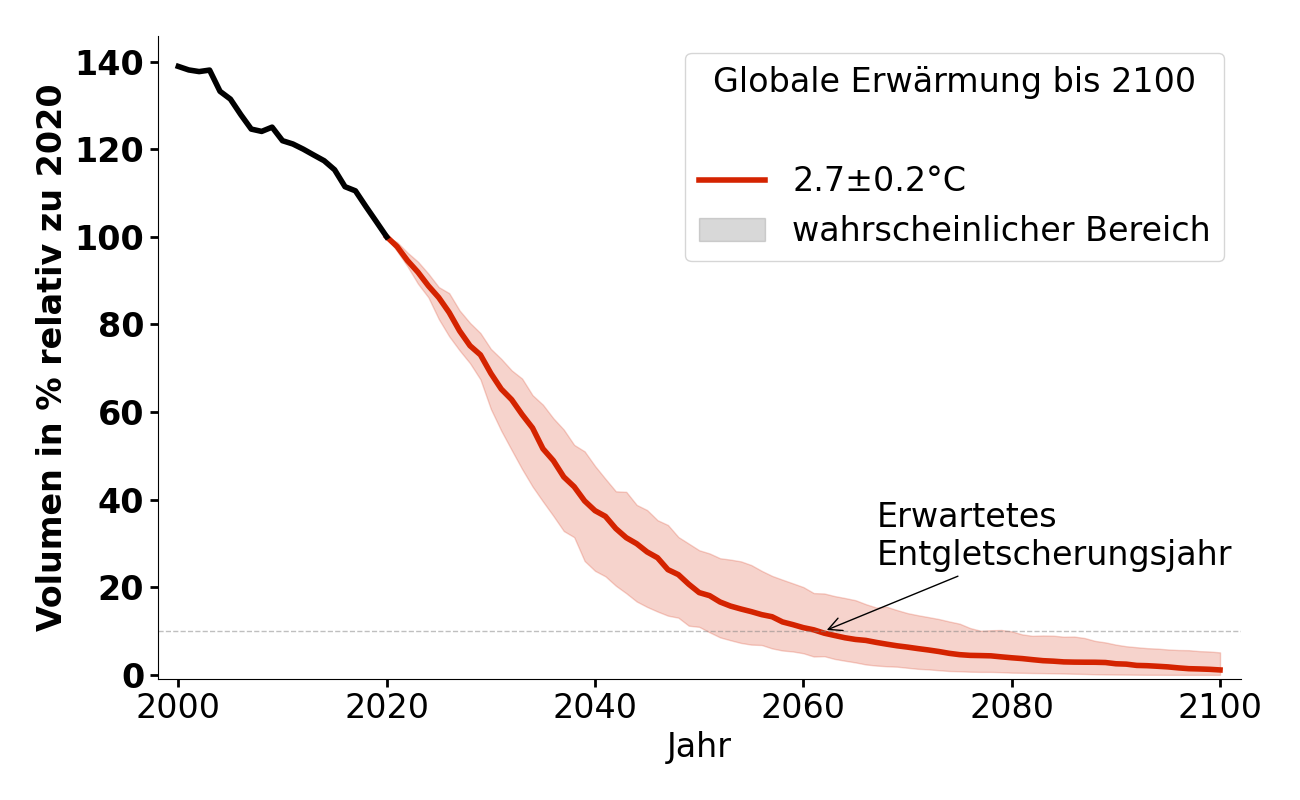 Volumen in % relativ zu 2020
140
120
100
80
60
40
20
0
Globale Erwärmung bis 2100
2.7±0.2°C
wahrscheinlicher Bereich
Erwartetes
Entgletscherungsjahr
2000 2020 2040 2060 2080 2100
Jahr